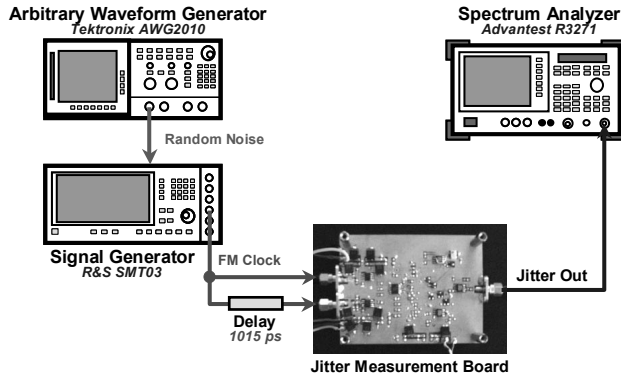 Arbitrary Waveform Generator
Tektronix AWG2010
Spectrum Analyzer
Advantest R3271
Random Noise
Signal Generator
R&S SMT03
FM Clock
Jitter Out
Delay
1015 ps
Jitter Measurement Board